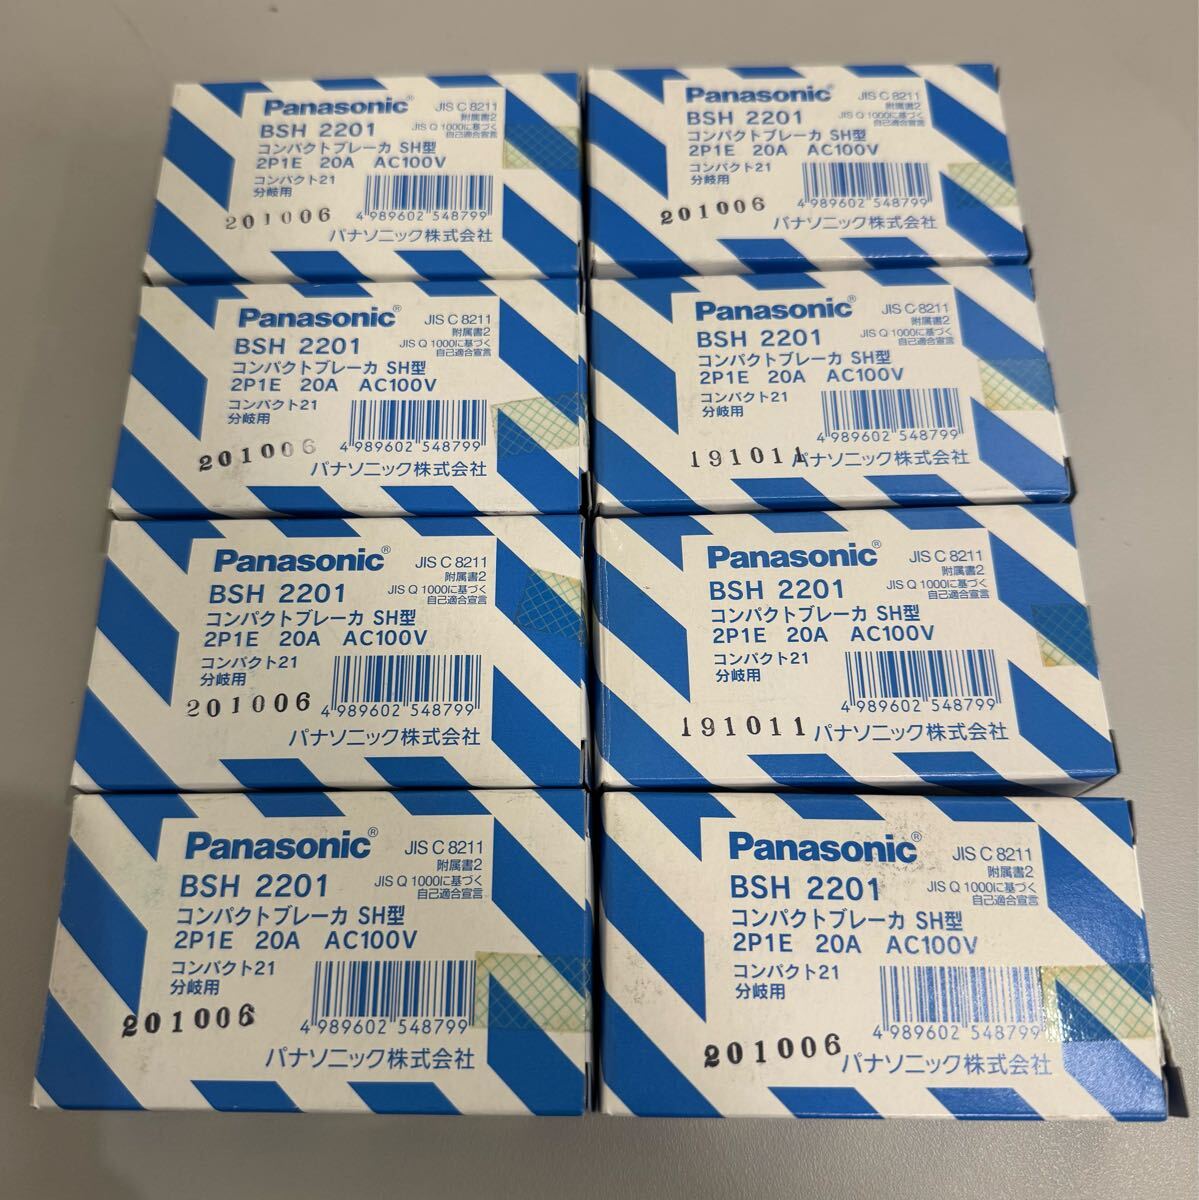 Panasonic®
JIS C 8211
附属書2
BSH 2201
JIS Q 1000に基づく
自己適合宣言
コンパクトブレーカ SH型
2P1E 20A AC100V
コンパクト21
分岐用
201006
4 989602 548799
パナソニック株式会社
Panasonic®
JIS C 8211
附属書2
BSH 2201
JIS Q 1000に基づく
自己適合宣言
コンパクトブレーカ SH型
2P1E 20A AC100V
コンパクト21
分岐用
201006
4 989602 548799
パナソニック株式会社
Panasonic®
JIS C 8211
附属書2
BSH 2201
JIS Q 1000に基づく
自己適合宣言
コンパクトブレーカ SH型
2P1E 20A AC100V
コンパクト21
分岐用
201006
4 989602 548799
パナソニック株式会社
Panasonic®
JIS C 8211
附属書2
BSH 2201
JIS Q 1000に基づく
自己適合宣言
コンパクトブレーカ SH型
2P1E 20A AC100V
コンパクト21
分岐用
4 989602 548799
191011
パナソニック株式会社
Panasonic®
JIS C 8211
附属書2
BSH 2201
JIS Q 1000に基づく
自己適合宣言
コンパクトブレーカ SH型
2P1E 20A AC100V
コンパクト21
分岐用
201006
4 989602 548799
パナソニック株式会社
Panasonic®
JIS C 8211
附属書2
BSH 2201
JIS Q 1000に基づく
自己適合宣言
コンパクトブレーカ SH型
2P1E 20A AC100V
コンパクト21
分岐用
4 989602 548799
191011
パナソニック株式会社
Panasonic®
JIS C 8211
附属書2
BSH 2201
JIS Q 1000に基づく
自己適合宣言
コンパクトブレーカ SH型
2P1E 20A AC100V
コンパクト21
分岐用
201006
4 989602 548799
パナソニック株式会社
Panasonic®
JIS C 8211
附属書2
BSH 2201
JIS Q 1000に基づく
自己適合宣言
コンパクトブレーカ SH型
2P1E 20A AC100V
コンパクト21
分岐用
4 989602 548799
201006
パナソニック株式会社